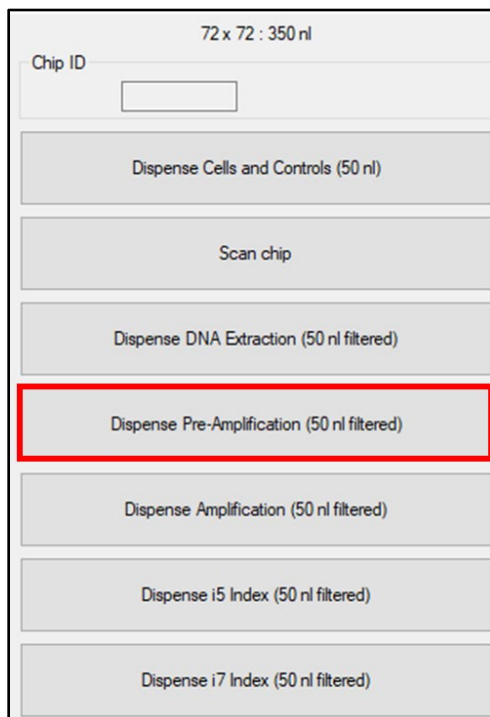 72 x 72 : 350 nl
Chip ID
Dispense Cells and Controls (50 nl)
Scan chip
Dispense DNA Extraction (50 nl filtered)
Dispense Pre-Amplification (50 nl filtered)
Dispense Amplification (50 nl filtered)
Dispense i5 Index (50 nl filtered)
Dispense i7 Index (50 nl filtered)